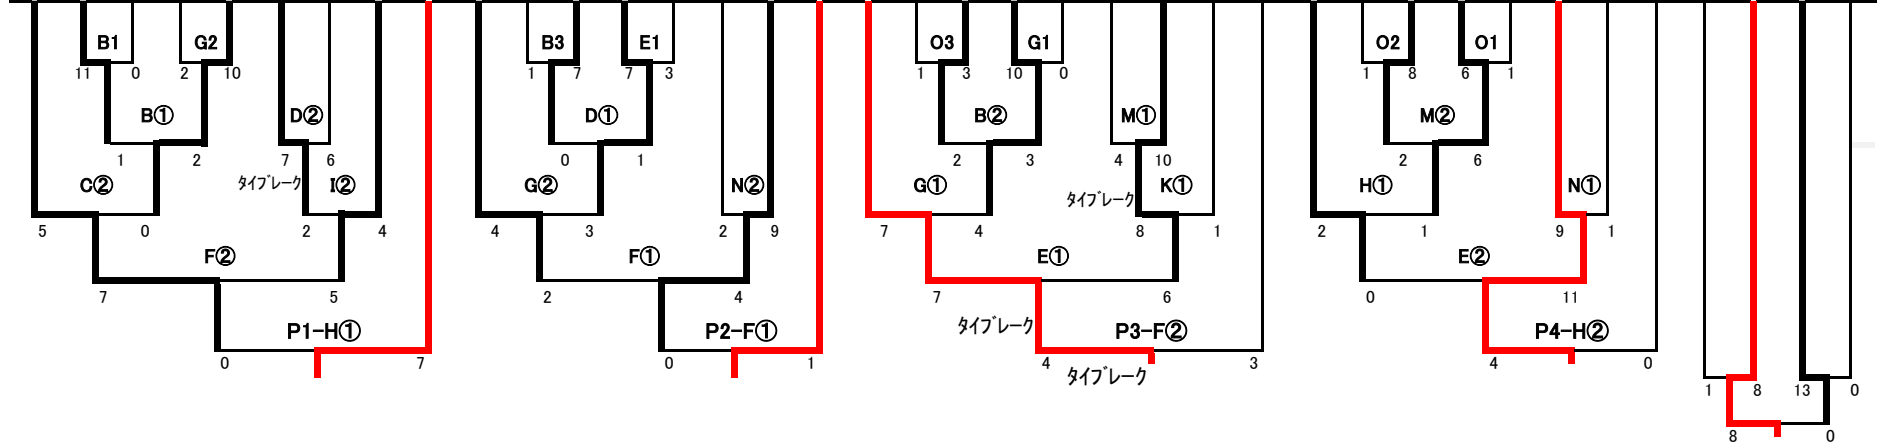 B1 G2 B3 E1 O3 G1 O2 O1
11 0 2 10 1 7 7 3 1 3 10 0 1 8 6 1
B① D② D① B② M① M②
1 2 7 6 0 1 2 3 4 10 2 6
C② タイブレーク I② G② N② G① タイブレーク K① H① N①
5 0 2 4 4 3 2 9 7 4 8 1 2 1 9 1
F② F① E① E②
7 5 2 4 7 6 0 11
P1-H① P2-F① タイブレーク P3-F② P4-H②
0 7 0 1 4 3 4 0
タイブレーク
1 8 13 0
8 0